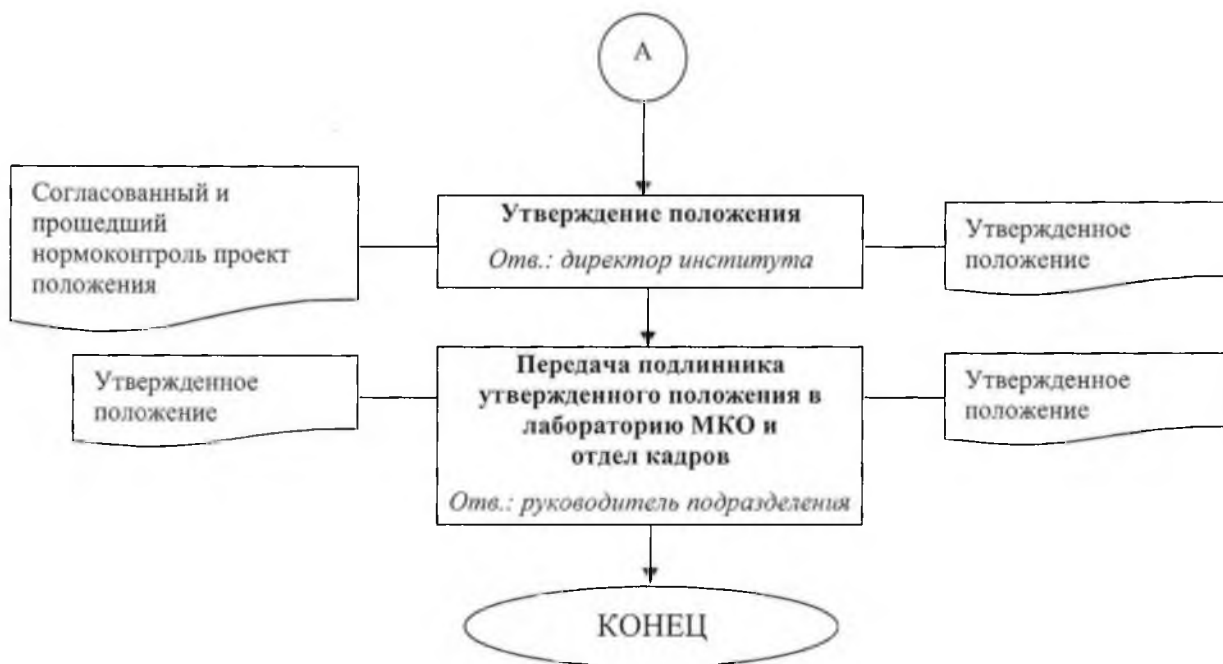 А
Согласованный и
прошедший
нормоконтроль проект
положения
Утверждение положения
Отв.: директор института
Утвержденное
положение
Утвержденное
положение
Передача подлинника
утвержденного положения в
лабораторию МКО и
отдел кадров
Отв.: руководитель подразделения
Утвержденное
положение
КОНЕЦ